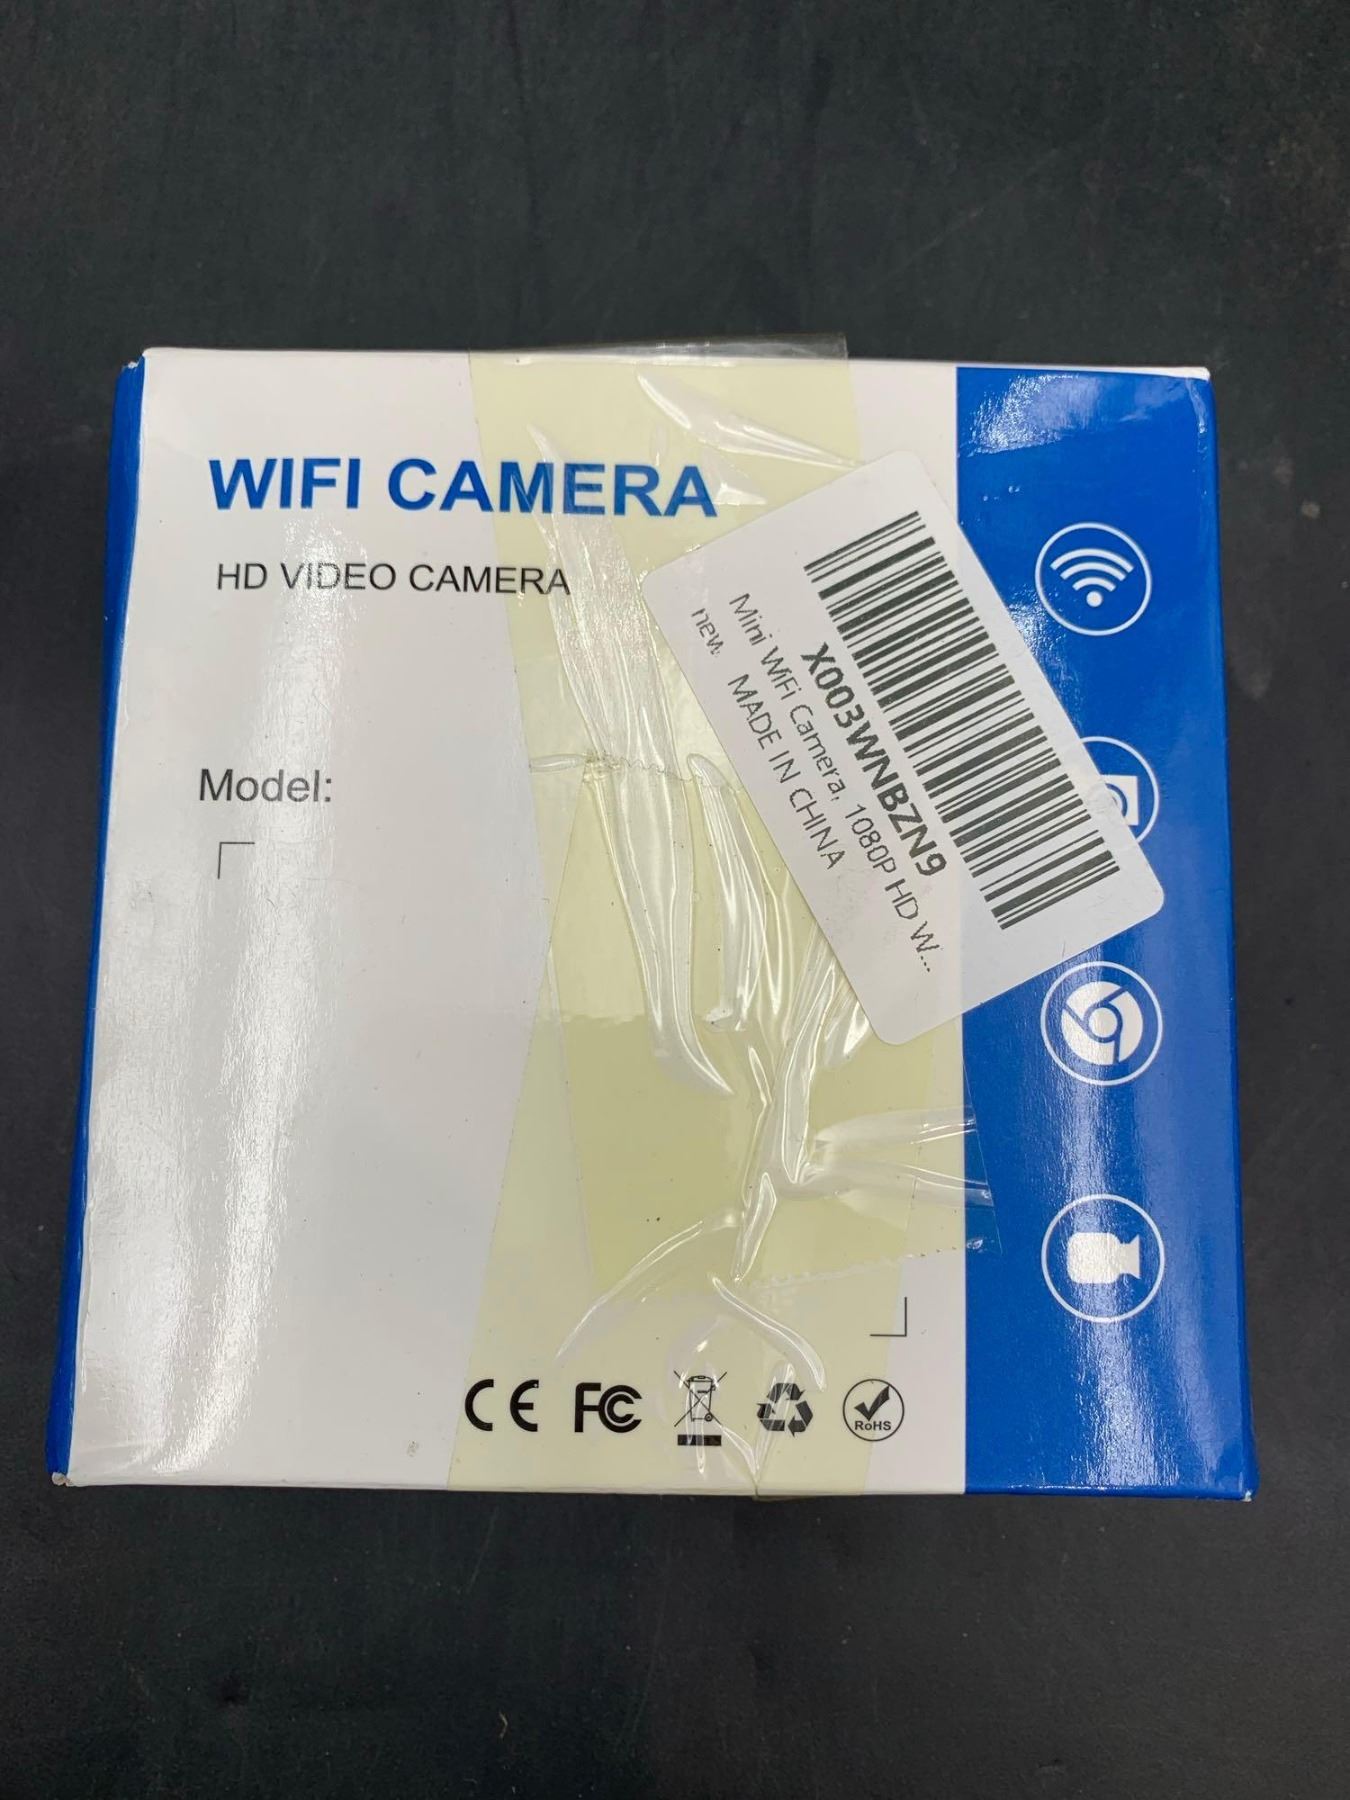 WIFI CAMERA
HD VIDEO CAMERA
X003WNBZN9
Mini WiFi Camera, 1080P HD W...
new MADE IN CHINA
Model:
CE FC
RoHS